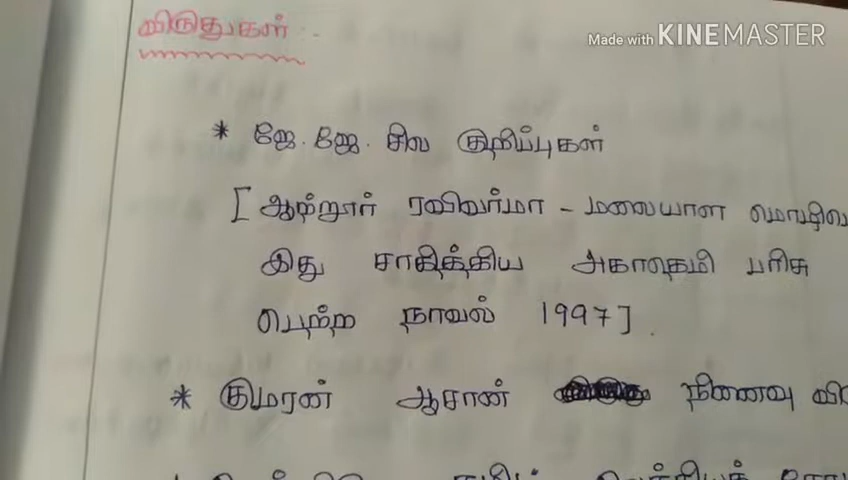 விருதுகள் :-
Made with KINEMASTER
* ஜே. ஜே. சில குறிப்புகள்
[ ஆற்றூர் ரவிவர்மா - மலையாள
இது சாகித்திய அகாதெமி பரிசு
பெற்ற நாவல் 1997 ] .
* குமரன் ஆசான் நினைவு